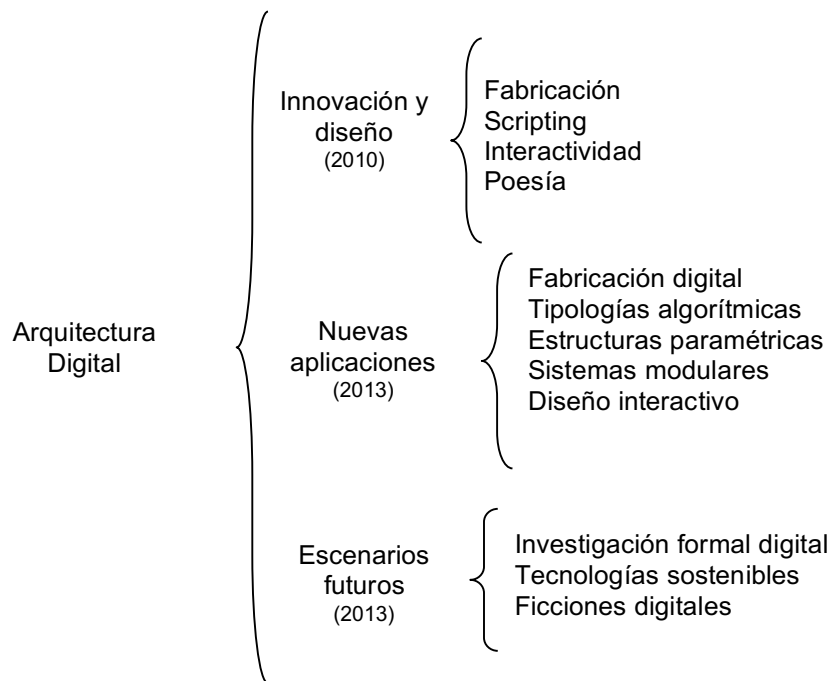 Arquitectura
Digital
Innovación y
diseño
(2010)
Fabricación
Scripting
Interactividad
Poesía
Nuevas
aplicaciones
(2013)
Fabricación digital
Tipologías algorítmicas
Estructuras paramétricas
Sistemas modulares
Diseño interactivo
Escenarios
futuros
(2013)
Investigación formal digital
Tecnologías sostenibles
Ficciones digitales